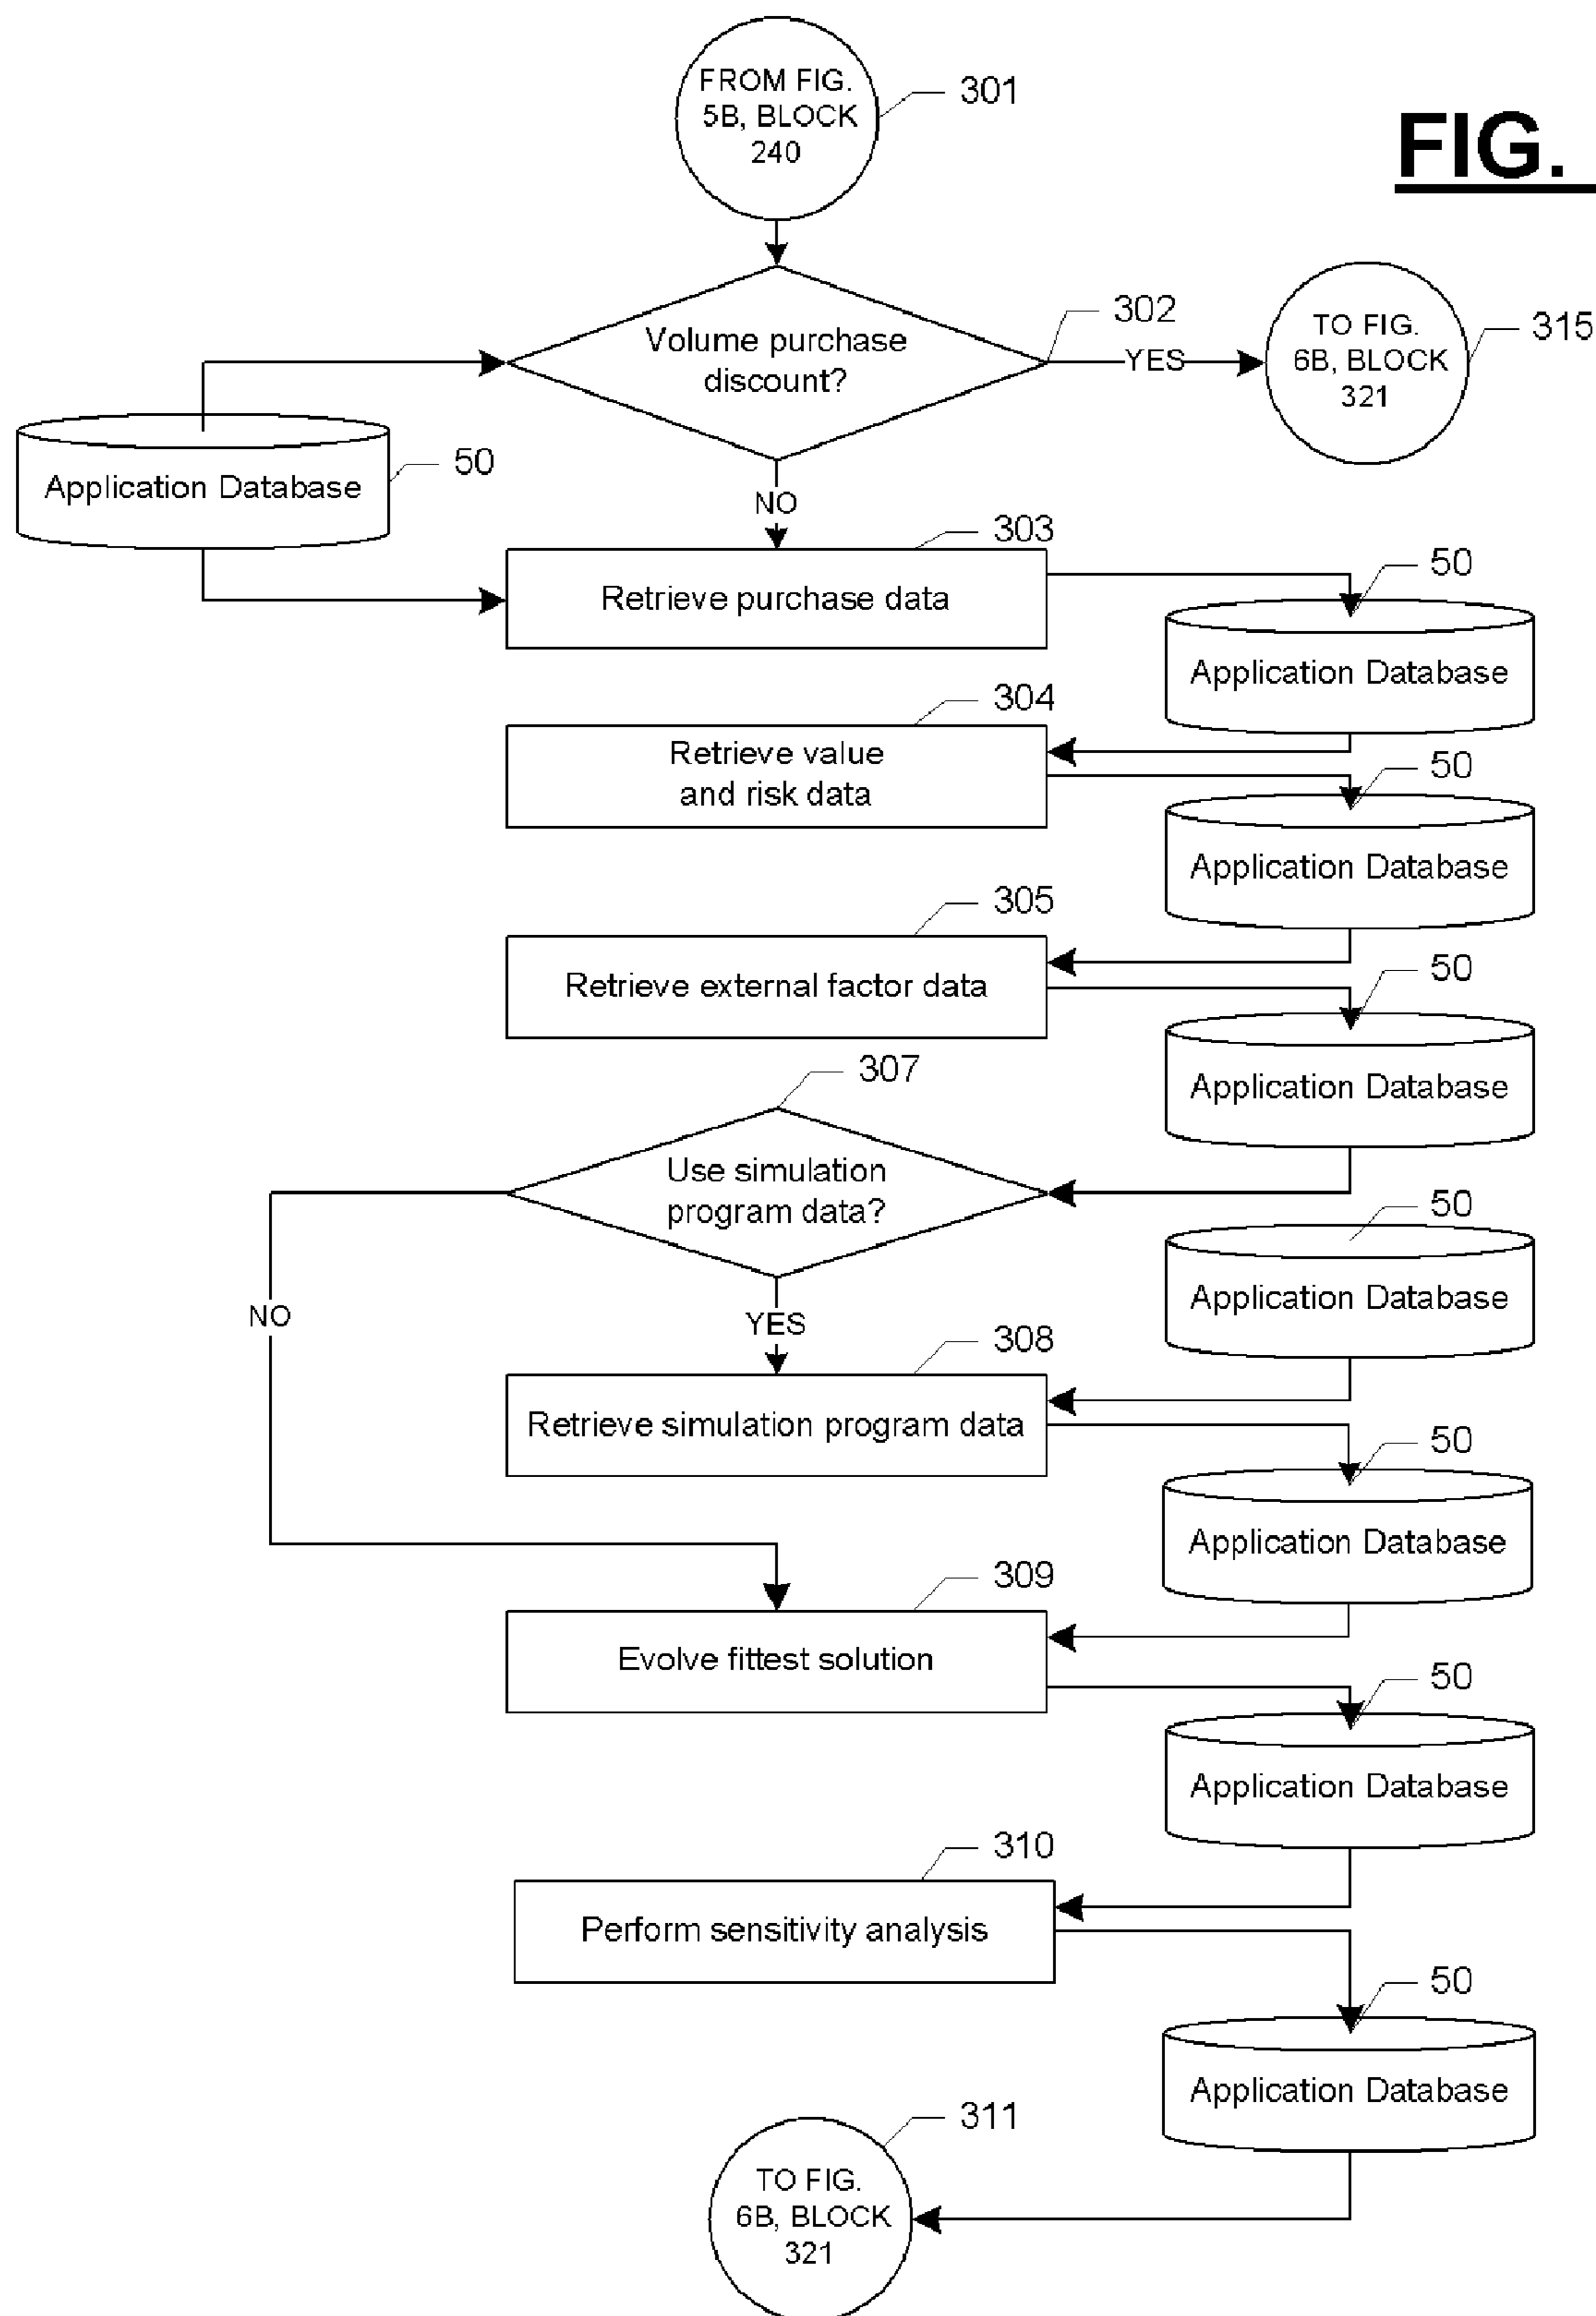 FROM FIG.
5B, BLOCK
240
301
FIG.
Volume purchase
discount?
302
YES
TO FIG.
6B, BLOCK
321
315
Application Database
50
NO
303
Retrieve purchase data
50
Application Database
304
Retrieve value
and risk data
50
Application Database
305
Retrieve external factor data
50
Application Database
307
Use simulation
program data?
50
Application Database
NO
YES
308
Retrieve simulation program data
50
Application Database
309
Evolve fittest solution
50
Application Database
310
Perform sensitivity analysis
50
Application Database
311
TO FIG.
6B, BLOCK
321